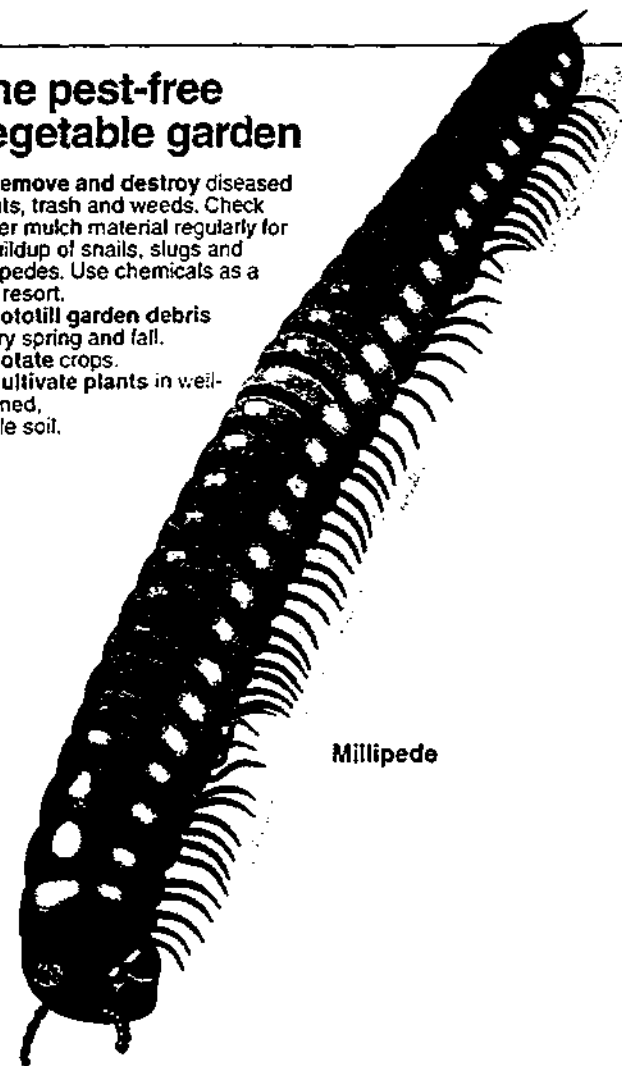 he pest-free
egetable garden
emove and destroy diseased
ts, trash and weeds. Check
er mulch material regularly for
uildup of snails, slugs and
pedes. Use chemicals as a
resort.
ototill garden debris
ry spring and fall.
otate crops.
ultivate plants in well-
ned,
le soil.
Millipede